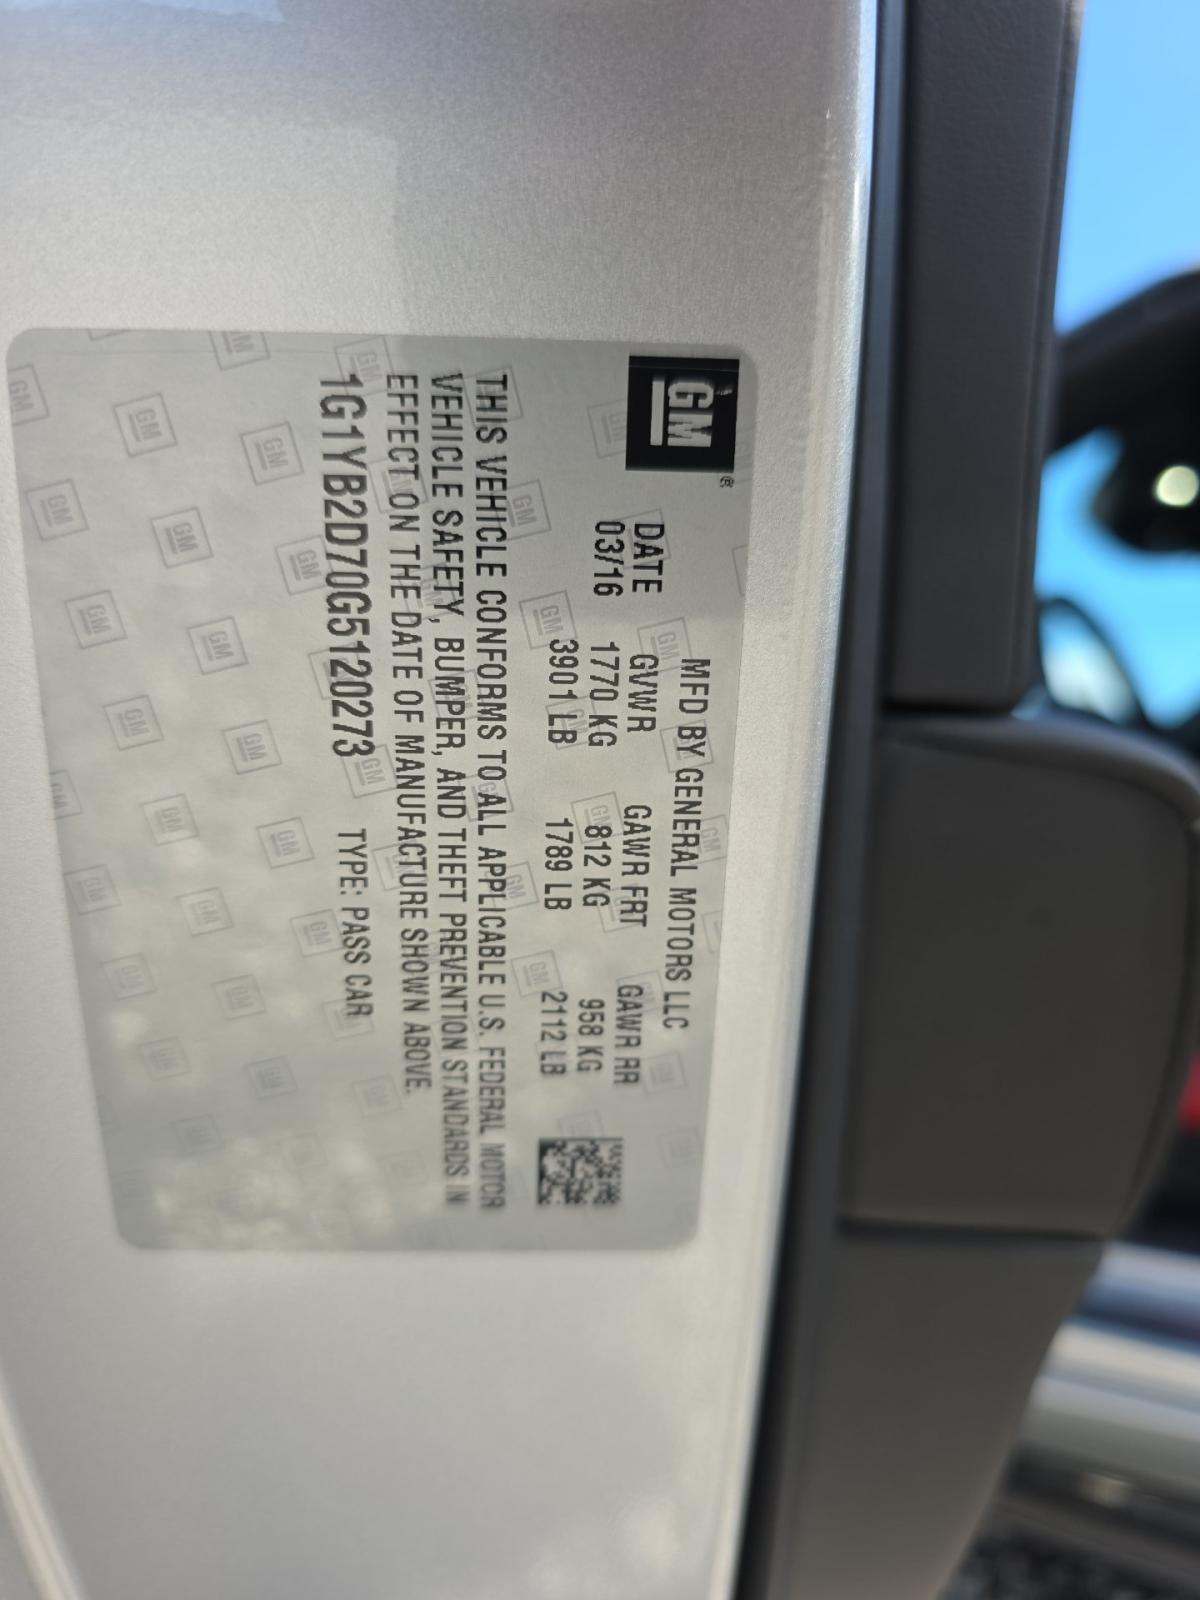 GM®
MFD BY GENERAL MOTORS LLC
DATE GVWR GAWR FRT GAWR RR
03/16 1770 KG 812 KG 958 KG
3901 LB 1789 LB 2112 LB
THIS VEHICLE CONFORMS TO ALL APPLICABLE U.S. FEDERAL MOTOR
VEHICLE SAFETY, BUMPER, AND THEFT PREVENTION STANDARDS IN
EFFECT ON THE DATE OF MANUFACTURE SHOWN ABOVE.
1G1YB2D70G5120273 TYPE: PASS CAR